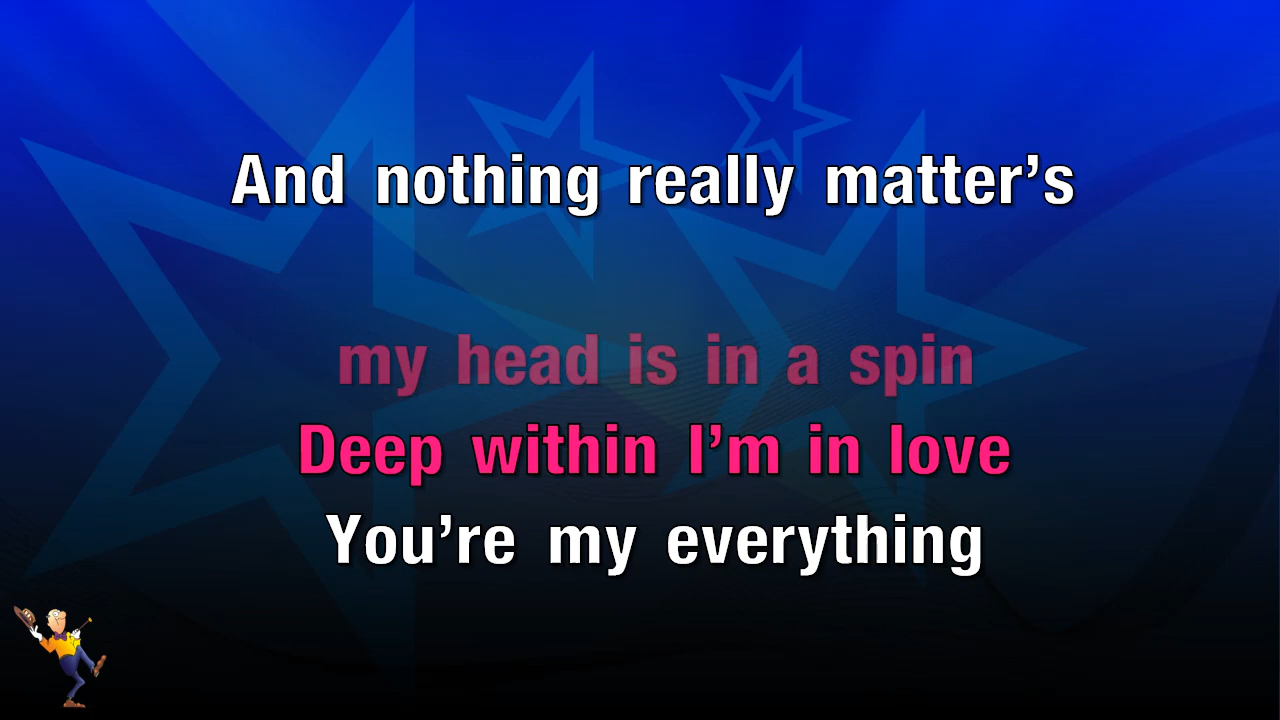 And nothing really matter’s
my head is in a spin
Deep within I’m in love
You’re my everything